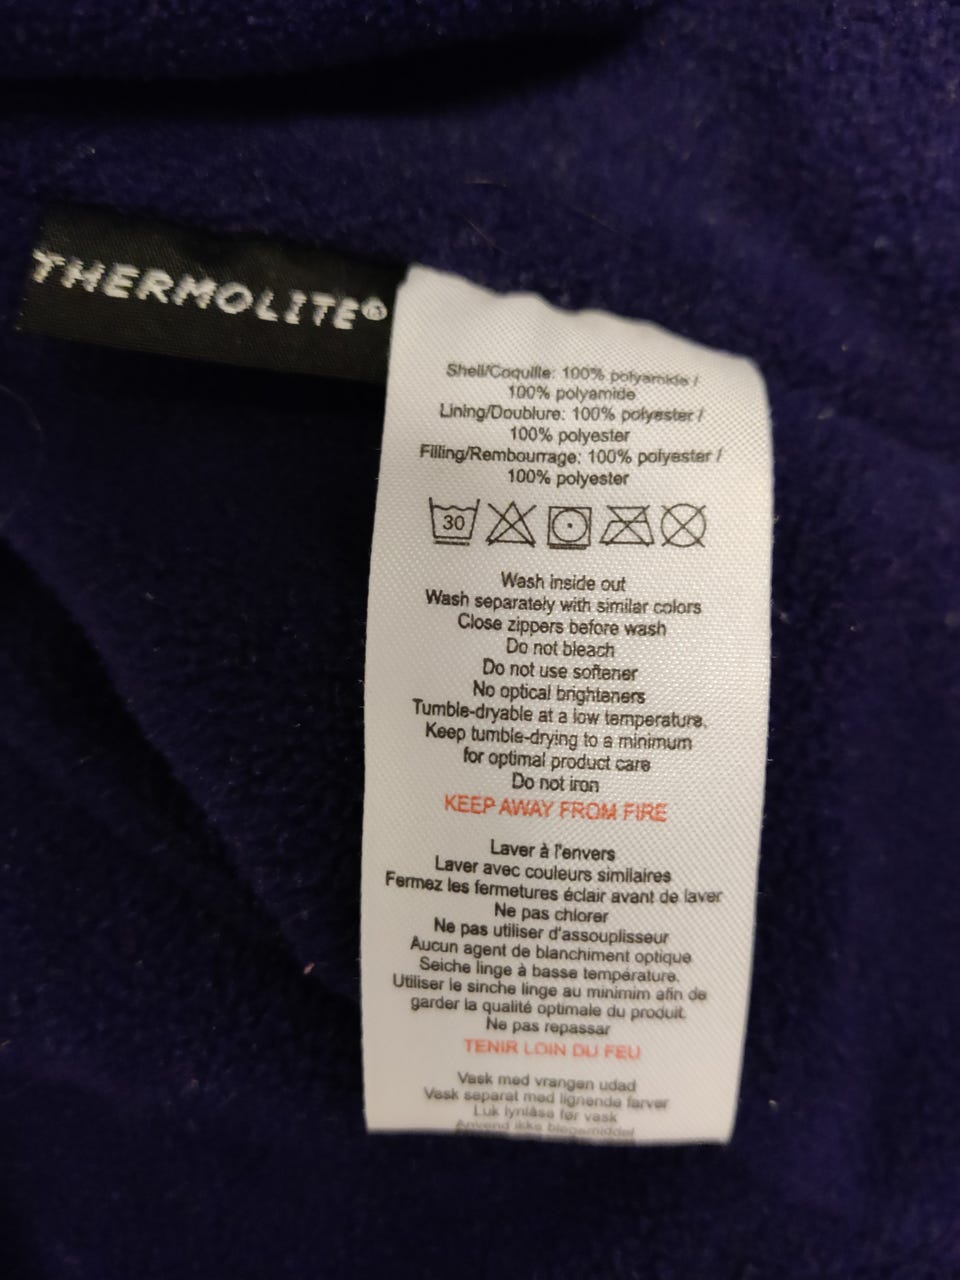 THERMOLITE®
Shell/Coquille: 100% polyamide /
100% polyamide
Lining/Doublure: 100% polyester /
100% polyester
Filling/Rembourrage: 100% polyester /
100% polyester
30
Wash inside out
Wash separately with similar colors
Close zippers before wash
Do not bleach
Do not use softener
No optical brighteners
Tumble-dryable at a low temperature.
Keep tumble-drying to a minimum
for optimal product care
Do not iron
KEEP AWAY FROM FIRE
Laver à l'envers
Laver avec couleurs similaires
Fermez les fermetures éclair avant de laver
Ne pas chlorer
Ne pas utiliser d'assouplisseur
Aucun agent de blanchiment optique
Seiche linge à basse température.
Utiliser le sinche linge au minimim afin de
garder la qualité optimale du produit.
Ne pas repassar
TENIR LOIN DU FEU
Vask med vrangen udad
Vask separat med lignende farver
Luk lynlåse før vask
Anvend ikke blegemiddel